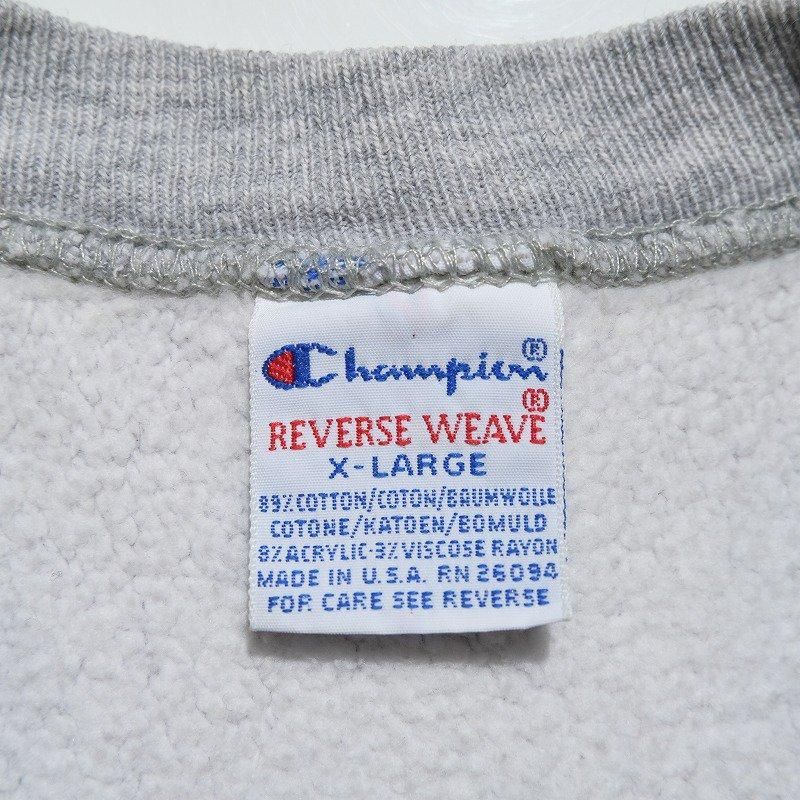 Champion®
REVERSE WEAVE®
X-LARGE
89% COTTON/COTON/BAUMWOLLE
COTONE/KATOEN/BOMULD
8% ACRYLIC·3% VISCOSE RAYON
MADE IN U.S.A. RN 26094
FOR CARE SEE REVERSE